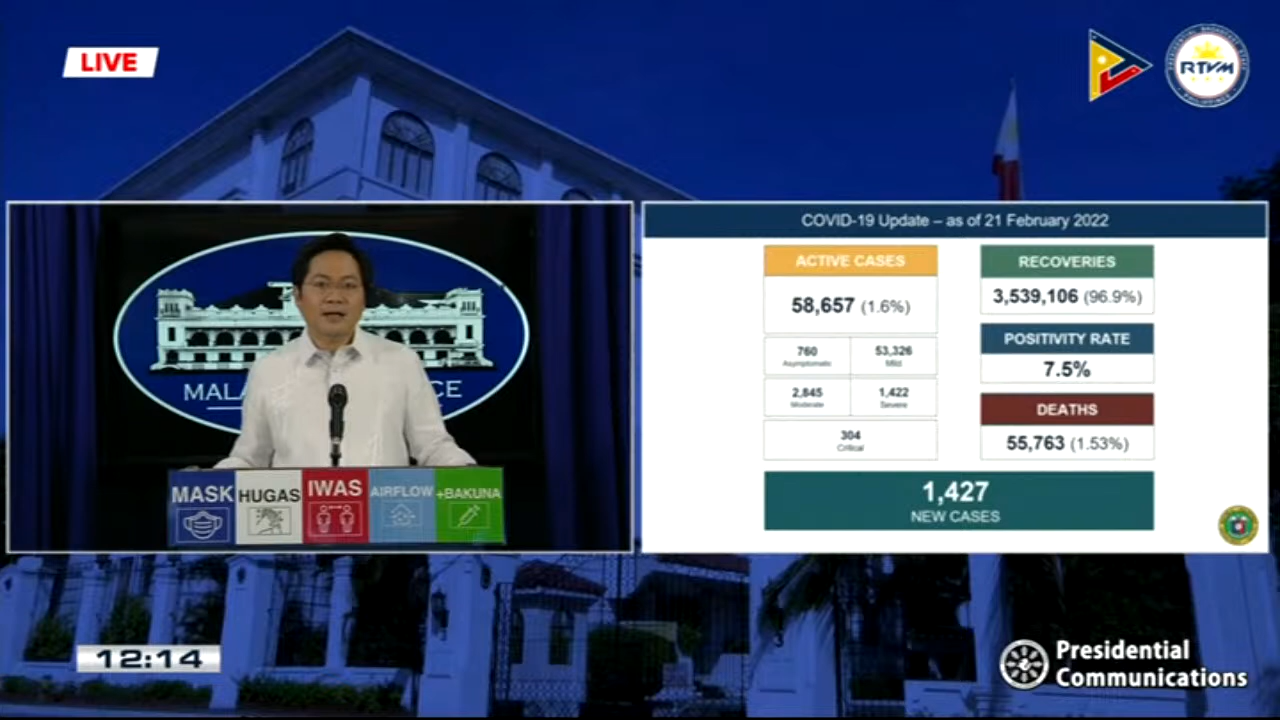 LIVE
RTVM
MALA
CE
MASK
HUGAS
IWAS
AIRFLOW
+BAKUNA
COVID-19 Update – as of 21 February 2022
ACTIVE CASES
58,657 (1.6%)
760
Asymptomatic
53,326
Mild
2,845
Moderate
1,422
Severe
304
Critical
RECOVERIES
3,539,106 (96.9%)
POSITIVITY RATE
7.5%
DEATHS
55,763 (1.53%)
1,427
NEW CASES
12:14
Presidential
Communications